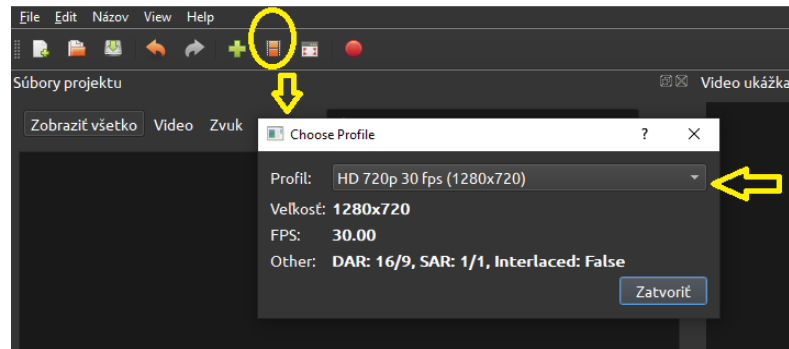 File Edit Názov View Help
Súbory projektu
Video ukážka
Zobraziť všetko Video Zvuk
Choose Profile ?
Profil: HD 720p 30 fps (1280x720)
Veľkosť: 1280x720
FPS: 30.00
Other: DAR: 16/9, SAR: 1/1, Interlaced: False
Zatvoriť